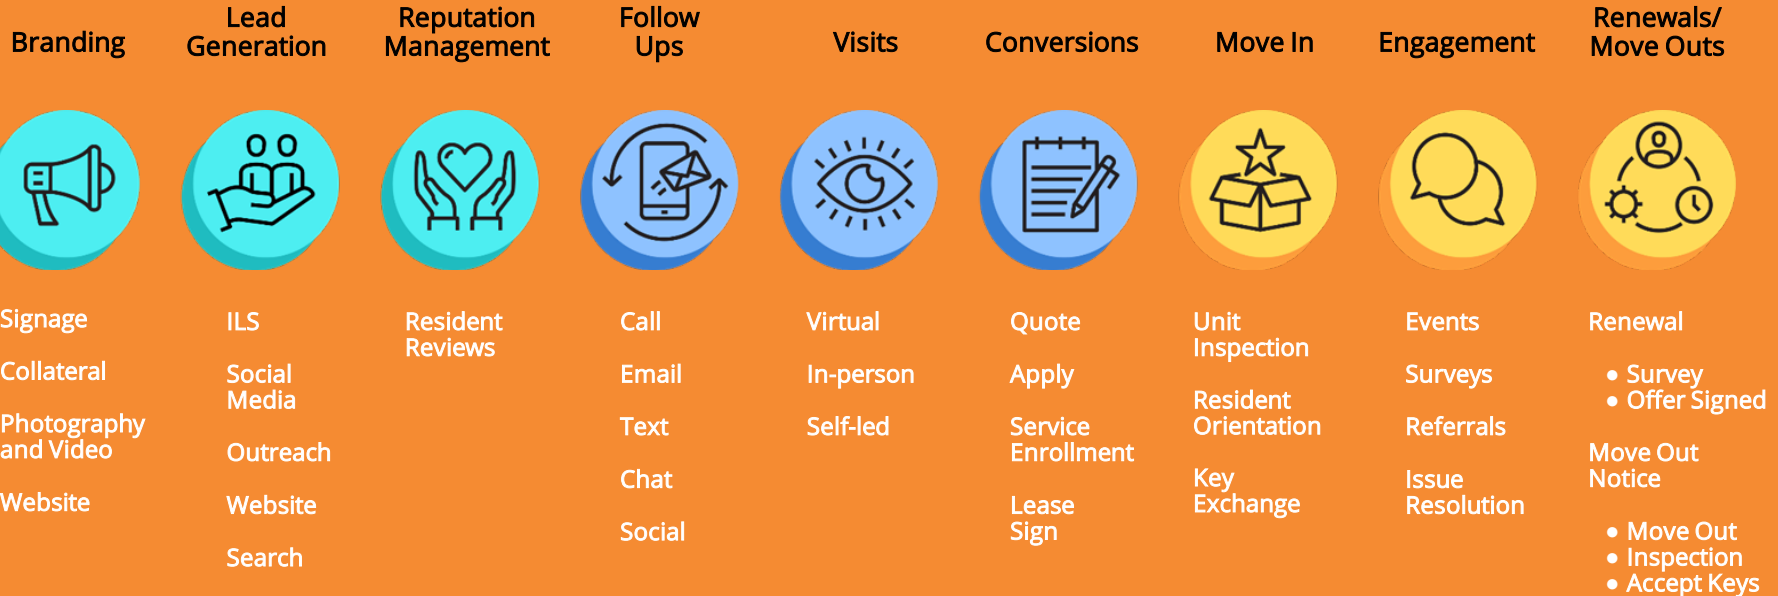 Branding
Lead
Generation
Reputation
Management
Follow
Ups
Visits
Conversions
Move In
Engagement
Renewals/
Move Outs
Signage
Collateral
Photography
and Video
Website
ILS
Social
Media
Outreach
Website
Search
Resident
Reviews
Call
Email
Text
Chat
Social
Virtual
In-person
Self-led
Quote
Apply
Service
Enrollment
Lease
Sign
Unit
Inspection
Resident
Orientation
Key
Exchange
Events
Surveys
Referrals
Issue
Resolution
Renewal
● Survey
● Offer Signed
Move Out
Notice
● Move Out
● Inspection
● Accept Keys